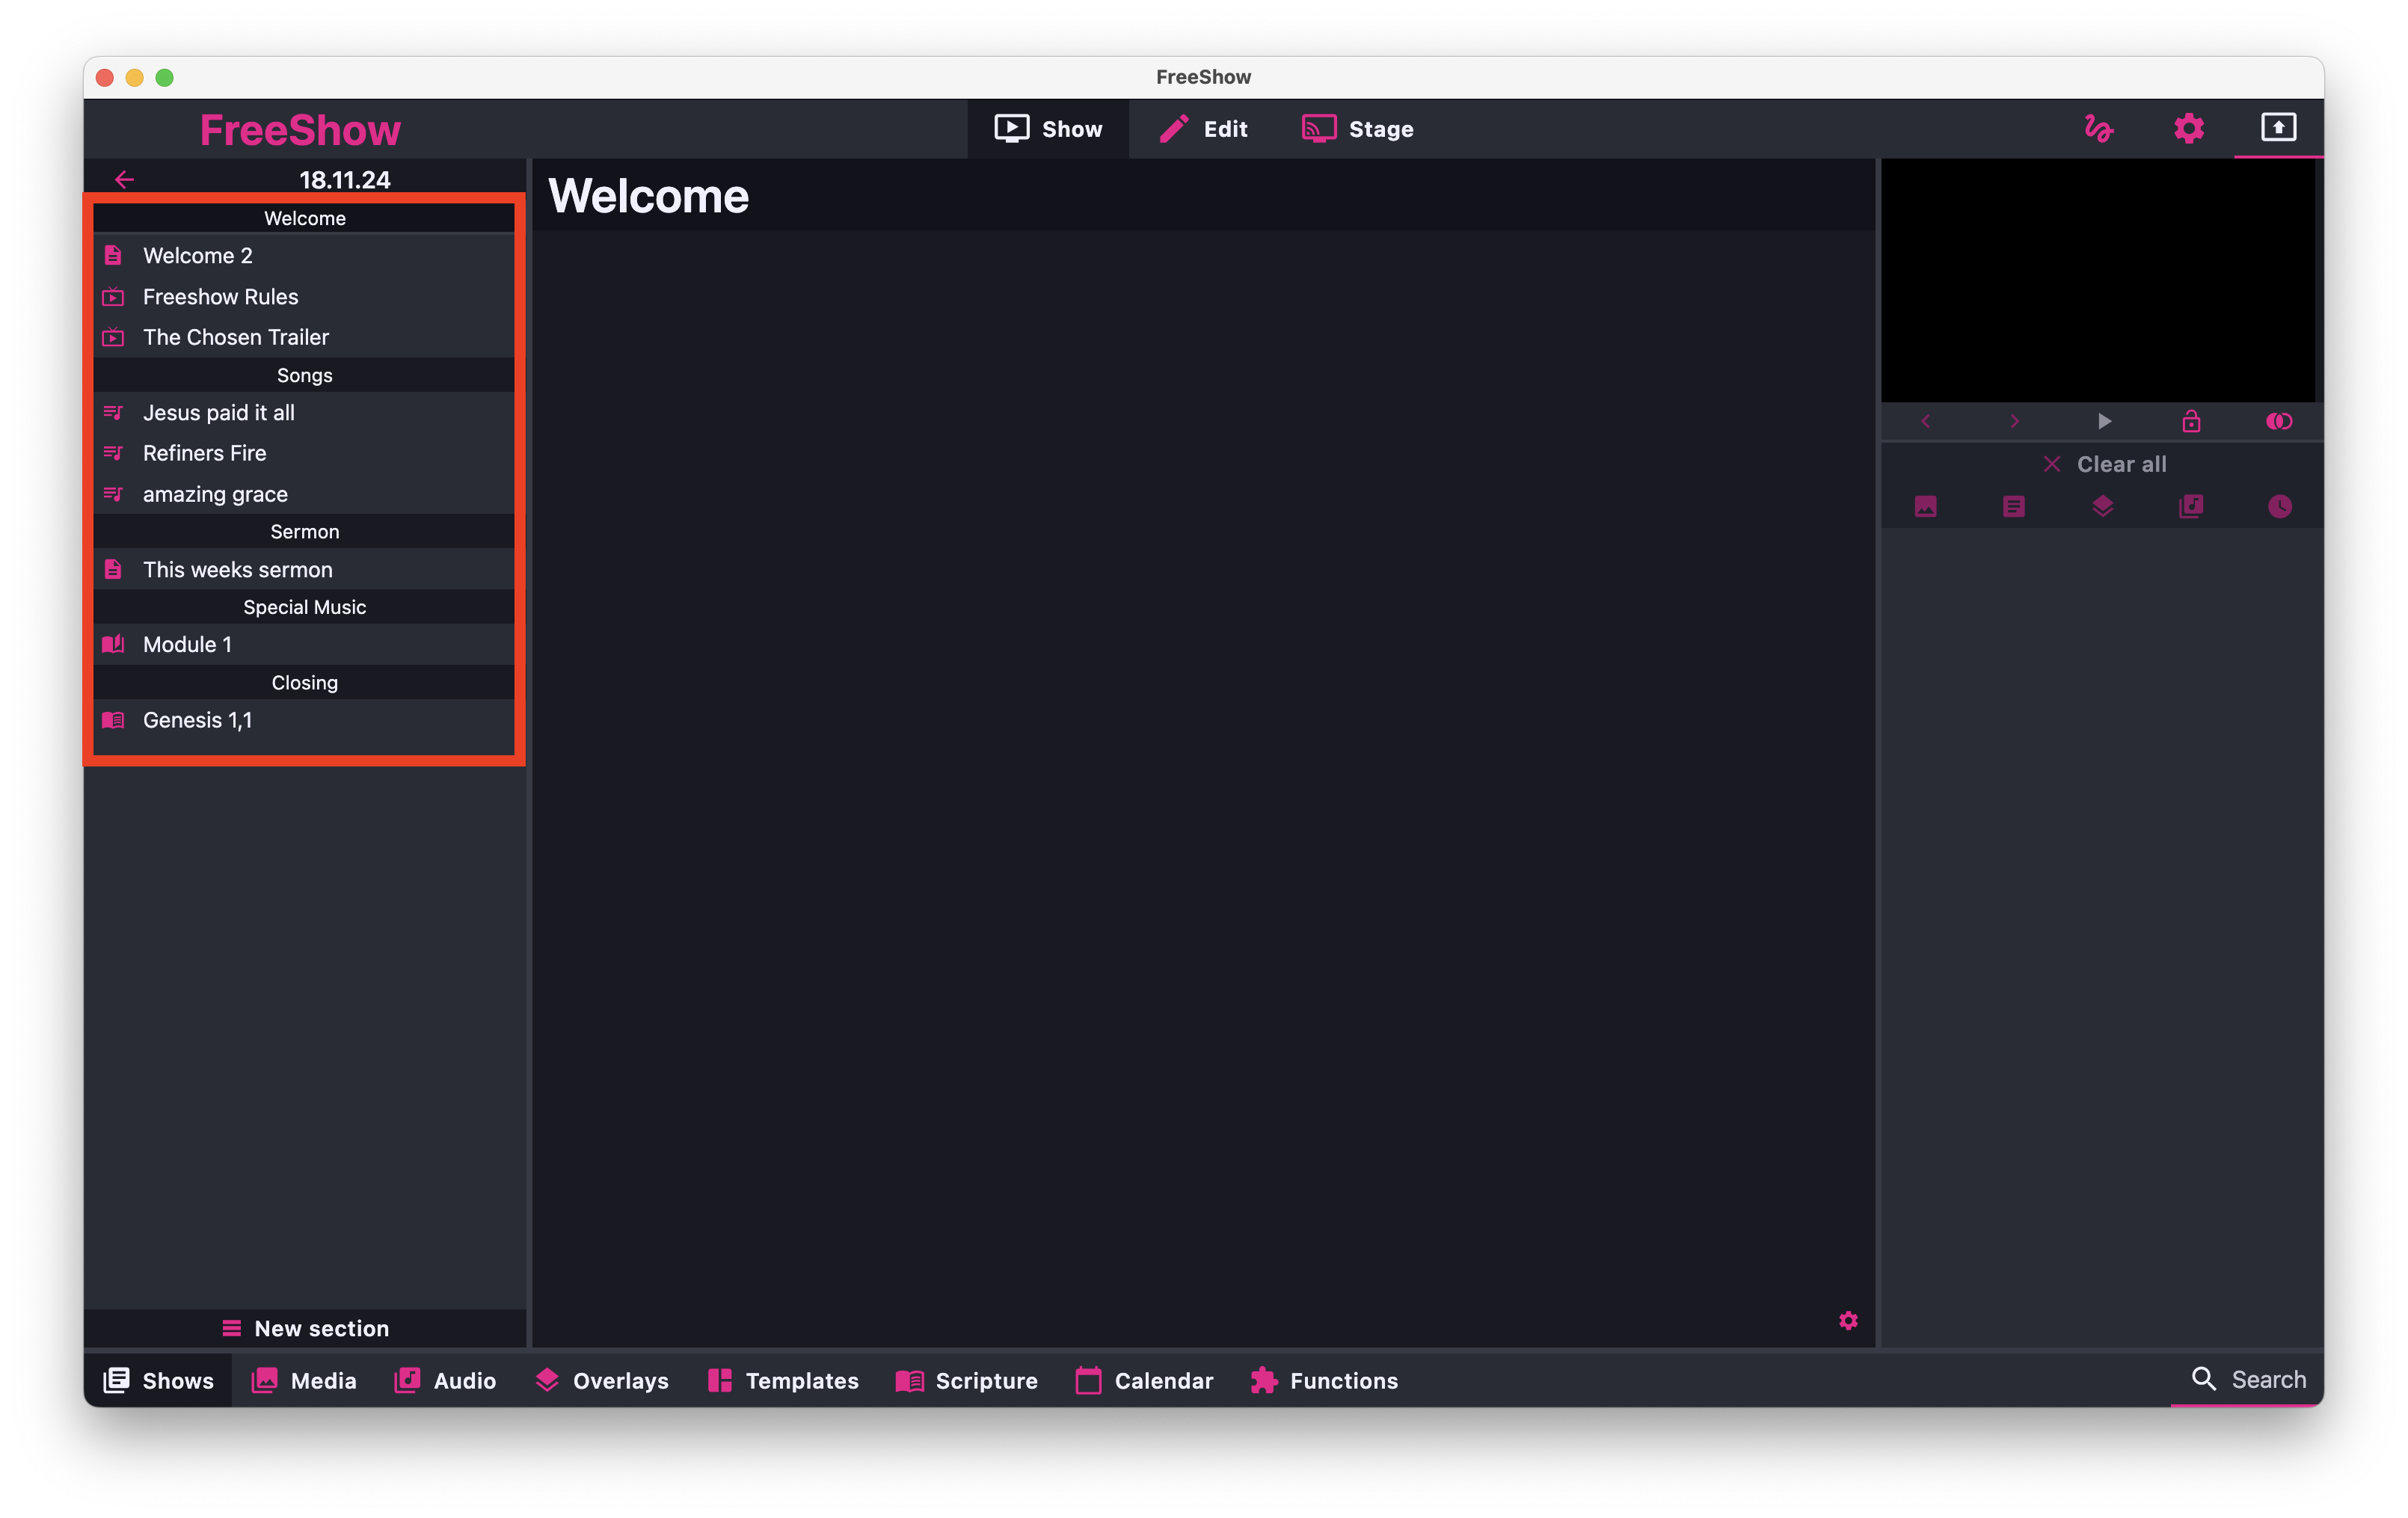 FreeShow
FreeShow
Show
Edit
Stage
18.11.24
Welcome
Welcome 2
Freeshow Rules
The Chosen Trailer
Songs
Jesus paid it all
Refiners Fire
amazing grace
Sermon
This weeks sermon
Special Music
Module 1
Closing
Genesis 1,1
New section
Welcome
Clear all
Shows
Media
Audio
Overlays
Templates
Scripture
Calendar
Functions
Search